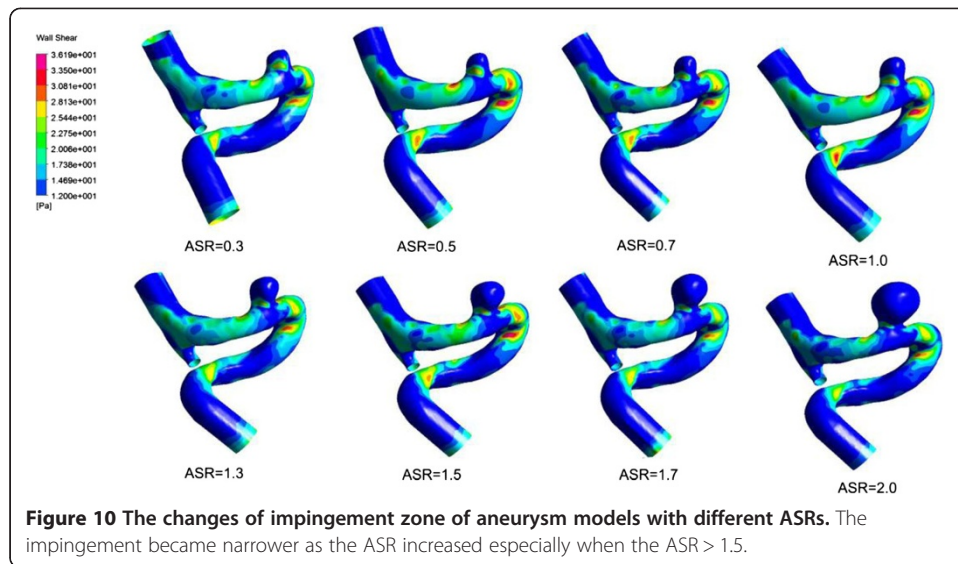 Wall Shear
3.619e+001
3.350e+001
3.081e+001
2.813e+001
2.544e+001
2.275e+001
2.006e+001
1.738e+001
1.469e+001
1.200e+001
[Pa]
ASR=0.3
ASR=0.5
ASR=0.7
ASR=1.0
ASR=1.3
ASR=1.5
ASR=1.7
ASR=2.0
Figure 10 The changes of impingement zone of aneurysm models with different ASRs. The
impingement became narrower as the ASR increased especially when the ASR > 1.5.